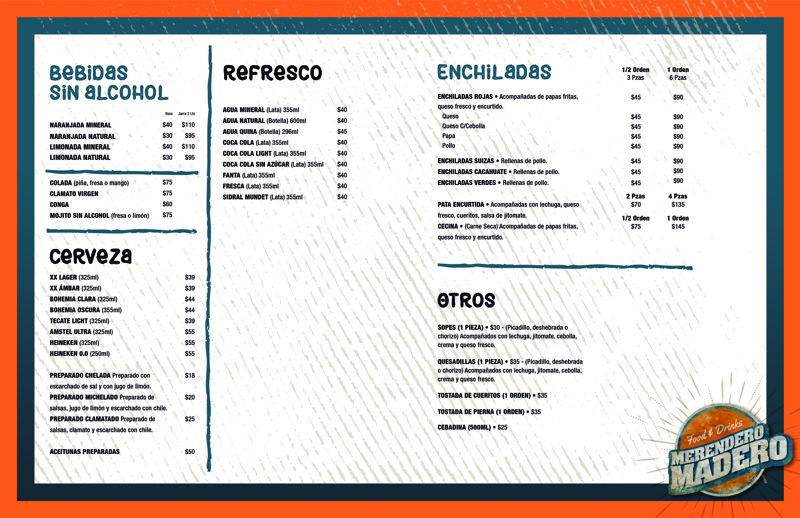 BEBIDAS
SIN ALCOHOL
Vaso Jarra 2 Lts
NARANJADA MINERAL $40 $110
NARANJADA NATURAL $30 $95
LIMONADA MINERAL $40 $110
LIMONADA NATURAL $30 $95
COLADA (piña, fresa o mango) $75
CLAMATO VIRGEN $75
CONGA $60
MOJITO SIN ALCOHOL (fresa o limón) $75
CERVEZA
XX LAGER (325ml) $39
XX ÁMBAR (325ml) $39
BOHEMIA CLARA (325ml) $44
BOHEMIA OSCURA (355ml) $44
TECATE LIGHT (325ml) $39
AMSTEL ULTRA (325ml) $55
HEINEKEN (325ml) $55
HEINEKEN 0.0 (250ml) $55
PREPARADO CHELADA Preparado con $18
escarchado de sal y con jugo de limón.
PREPARADO MICHELADO Preparado de $20
salsas, jugo de limón y escarchado con chile.
PREPARADO CLAMATADO Preparado de $25
salsas, clamato y escarchado con chile.
ACEITUNAS PREPARADAS $50
REFRESCO
AGUA MINERAL (Lata) 355ml $40
AGUA NATURAL (Botella) 600ml $40
AGUA QUINA (Botella) 296ml $45
COCA COLA (Lata) 355ml $40
COCA COLA LIGHT (Lata) 355ml $40
COCA COLA SIN AZÚCAR (Lata) 355ml $40
FANTA (Lata) 355ml $40
FRESCA (Lata) 355ml $40
SIDRAL MUNDET (Lata) 355ml $40
ENCHILADAS
1/2 Orden 1 Orden
3 Pzas 6 Pzas
ENCHILADAS ROJAS • Acompañadas de papas fritas, $45 $90
queso fresco y encurtido.
Queso $45 $90
Queso C/Cebolla $45 $90
Papa $45 $90
Pollo $45 $90
ENCHILADAS SUIZAS • Rellenas de pollo. $45 $90
ENCHILADAS CACAHUATE • Rellenas de pollo. $45 $90
ENCHILADAS VERDES • Rellenas de pollo. $45 $90
2 Pzas 4 Pzas
PATA ENCURTIDA • Acompañadas con lechuga, queso $70 $135
fresco, cueritos, salsa de jitomate.
1/2 Orden 1 Orden
CECINA • (Carne Seca) Acompañadas de papas fritas, $75 $145
queso fresco y encurtido.
OTROS
SOPES (1 PIEZA) • $30 - (Picadillo, deshebrada o
chorizo) Acompañados con lechuga, jitomate, cebolla,
crema y queso fresco.
QUESADILLAS (1 PIEZA) • $35 - (Picadillo, deshebrada
o chorizo) Acompañados con lechuga, jitomate, cebolla,
crema y queso fresco.
TOSTADA DE CUERITOS (1 ORDEN) • $35
TOSTADA DE PIERNA (1 ORDEN) • $35
CEBADINA (500ML) • $25
Food & Drinks
MERENDERO
MADERO